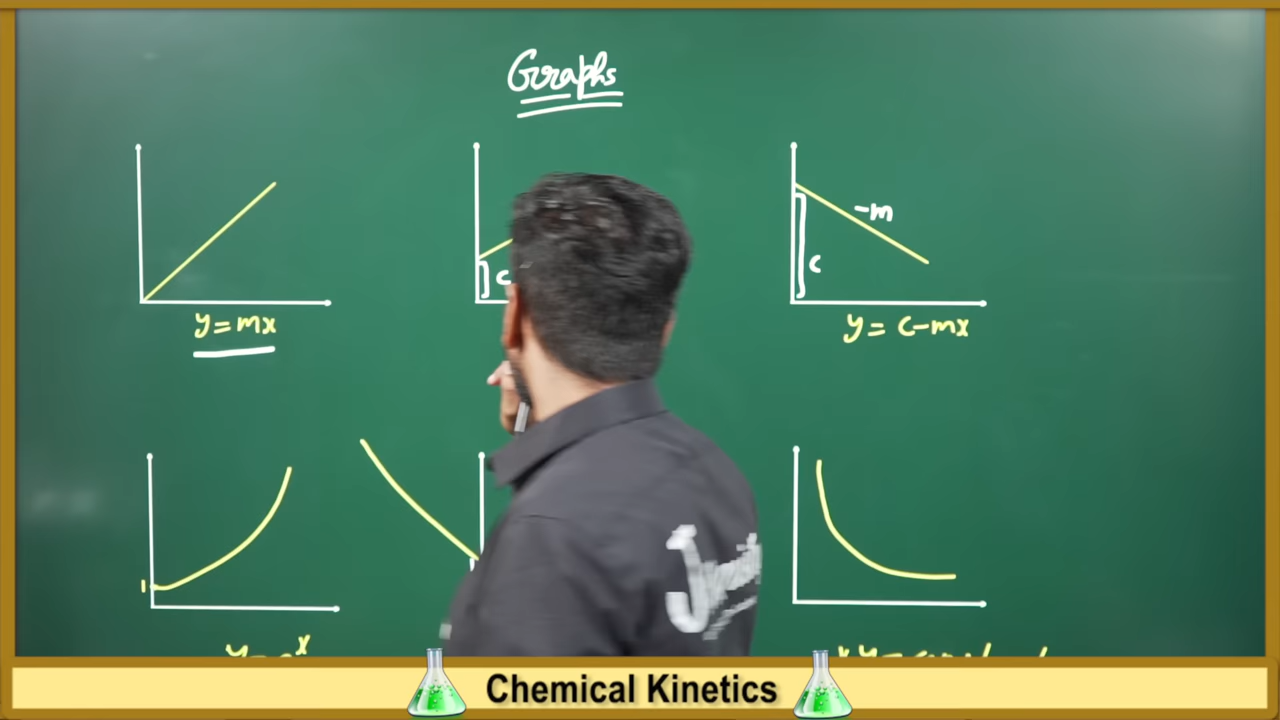 Graphs
C
-m
C
y = mx
y = c-mx
1
Chemical Kinetics